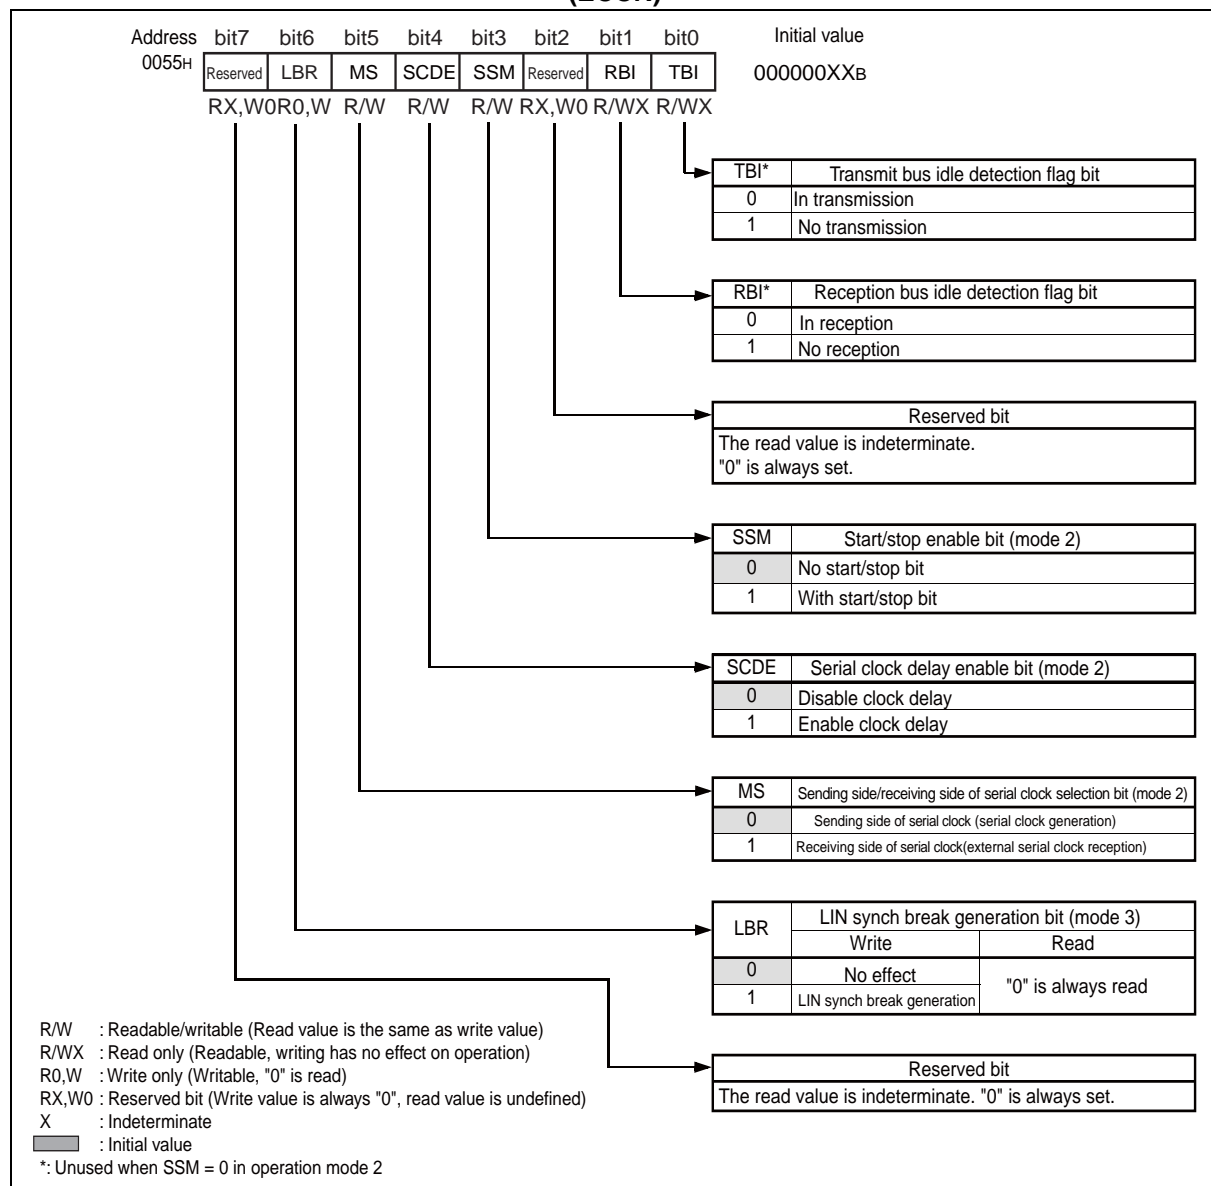 Address bit7 bit6 bit5 bit4 bit3 bit2 bit1 bit0 Initial value
0055H Reserved LBR MS SCDE SSM Reserved RBI TBI 000000XXB
RX,W0 R0,W R/W R/W R/W RX,W0 R/WX R/WX
TBI* Transmit bus idle detection flag bit
0 In transmission
1 No transmission
RBI* Reception bus idle detection flag bit
0 In reception
1 No reception
Reserved bit
The read value is indeterminate.
"0" is always set.
SSM Start/stop enable bit (mode 2)
0 No start/stop bit
1 With start/stop bit
SCDE Serial clock delay enable bit (mode 2)
0 Disable clock delay
1 Enable clock delay
MS Sending side/receiving side of serial clock selection bit (mode 2)
0 Sending side of serial clock (serial clock generation)
1 Receiving side of serial clock(external serial clock reception)
LBR LIN synch break generation bit (mode 3)
Write Read
0 No effect "0" is always read
1 LIN synch break generation
Reserved bit
The read value is indeterminate. "0" is always set.
R/W : Readable/writable (Read value is the same as write value)
R/WX : Read only (Readable, writing has no effect on operation)
R0,W : Write only (Writable, "0" is read)
RX,W0 : Reserved bit (Write value is always "0", read value is undefined)
X : Indeterminate
: Initial value
*: Unused when SSM = 0 in operation mode 2